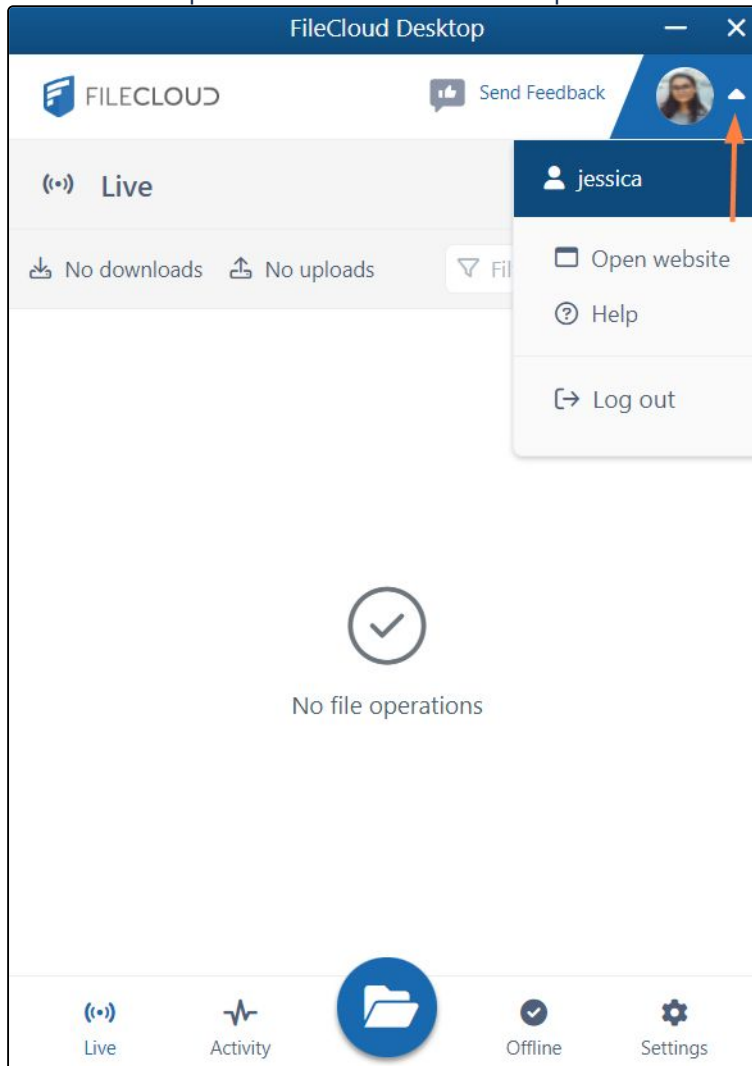 FileCloud Desktop
FILECLOUD
Send Feedback
Live
jessica
No downloads
No uploads
Fil
Open website
Help
Log out
No file operations
Live
Activity
Offline
Settings